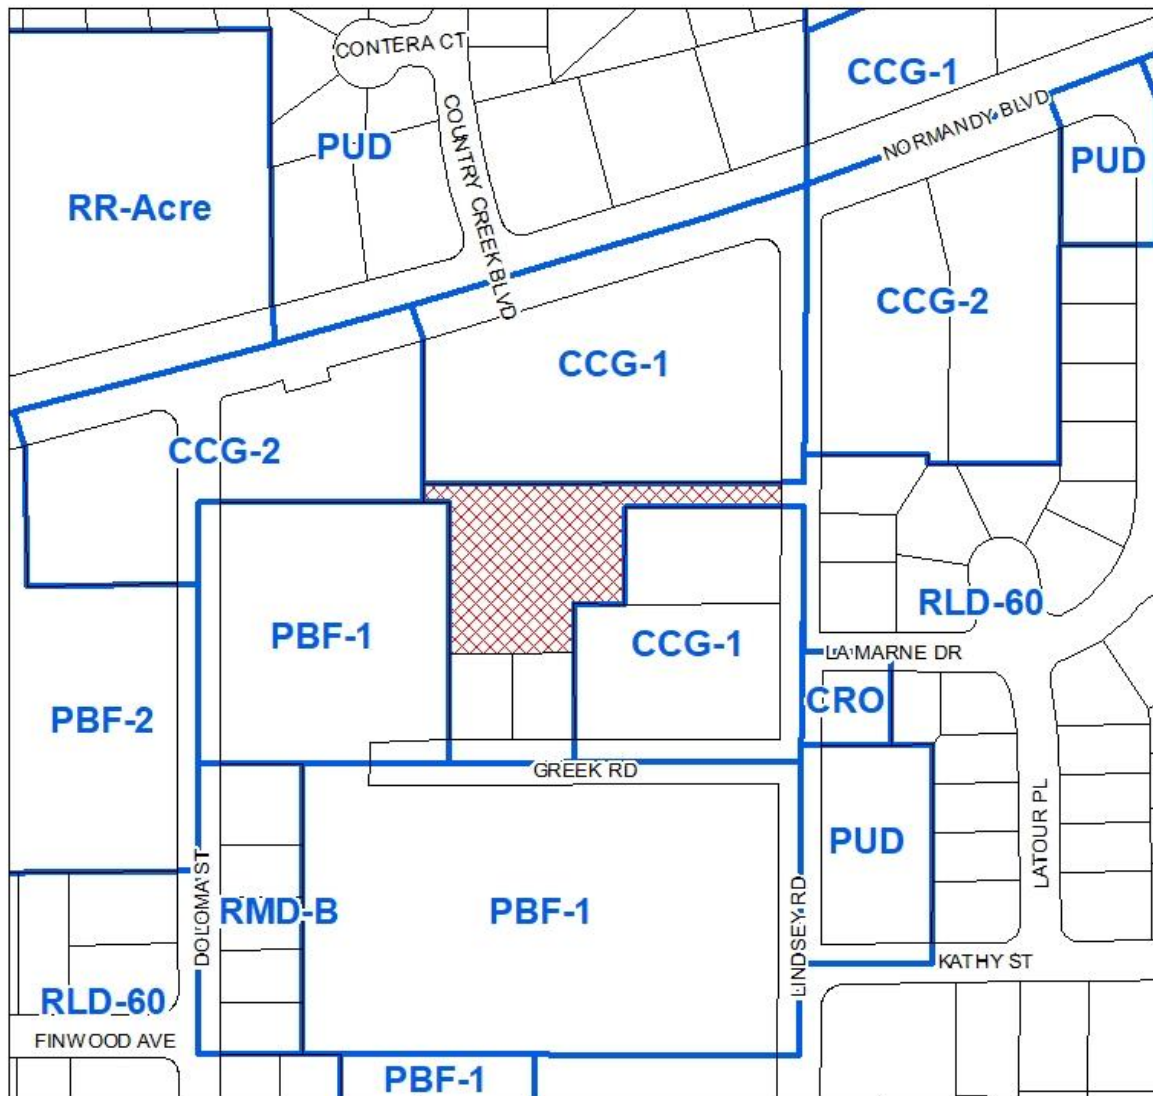 CONTERA CT
CCG-1
COUNTRY CREEK BLVD
NORMANDY BLVD
PUD
PUD
RR-Acre
CCG-2
CCG-1
CCG-2
RLD-60
PBF-1
CCG-1
LA MARNE DR
CRO
PBF-2
GREEK RD
PUD
LATOUR PL
DOLOMA ST
RMD-B
PBF-1
LINDSEY RD
KATHY ST
RLD-60
FINWOOD AVE
PBF-1